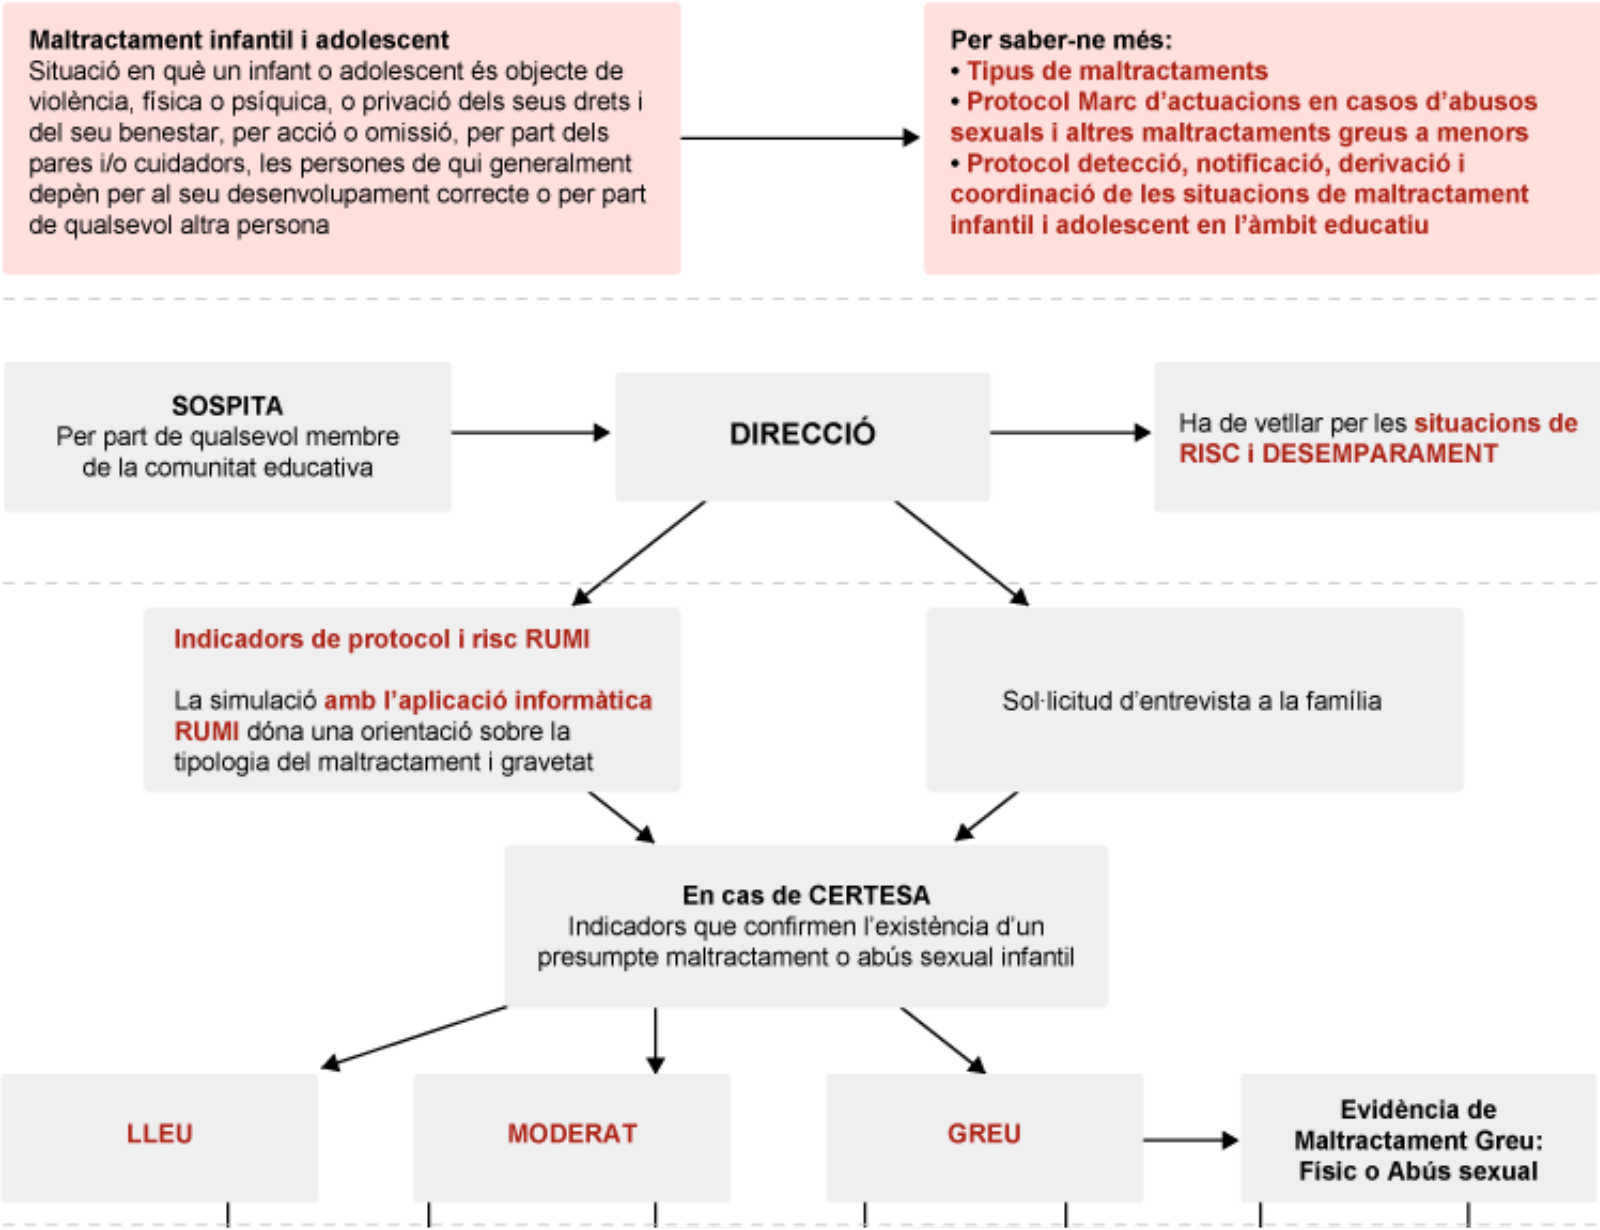 Maltractament infantil i adolescent
Situació en què un infant o adolescent és objecte de
violència, física o psíquica, o privació dels seus drets i
del seu benestar, per acció o omissió, per part dels
pares i/o cuidadors, les persones de qui generalment
depèn per al seu desenvolupament correcte o per part
de qualsevol altra persona
Per saber-ne més:
• Tipus de maltractaments
• Protocol Marc d’actuacions en casos d’abusos
sexuals i altres maltractaments greus a menors
• Protocol detecció, notificació, derivació i
coordinació de les situacions de maltractament
infantil i adolescent en l’àmbit educatiu
SOSPITA
Per part de qualsevol membre
de la comunitat educativa
DIRECCIÓ
Ha de vetllar per les situacions de
RISC i DESEMPARAMENT
Indicadors de protocol i risc RUMI
La simulació amb l’aplicació informàtica
RUMI dóna una orientació sobre la
tipologia del maltractament i gravetat
Sol·licitud d’entrevista a la família
En cas de CERTESA
Indicadors que confirmen l’existència d’un
presumpte maltractament o abús sexual infantil
LLEU
MODERAT
GREU
Evidència de
Maltractament Greu:
Físic o Abús sexual